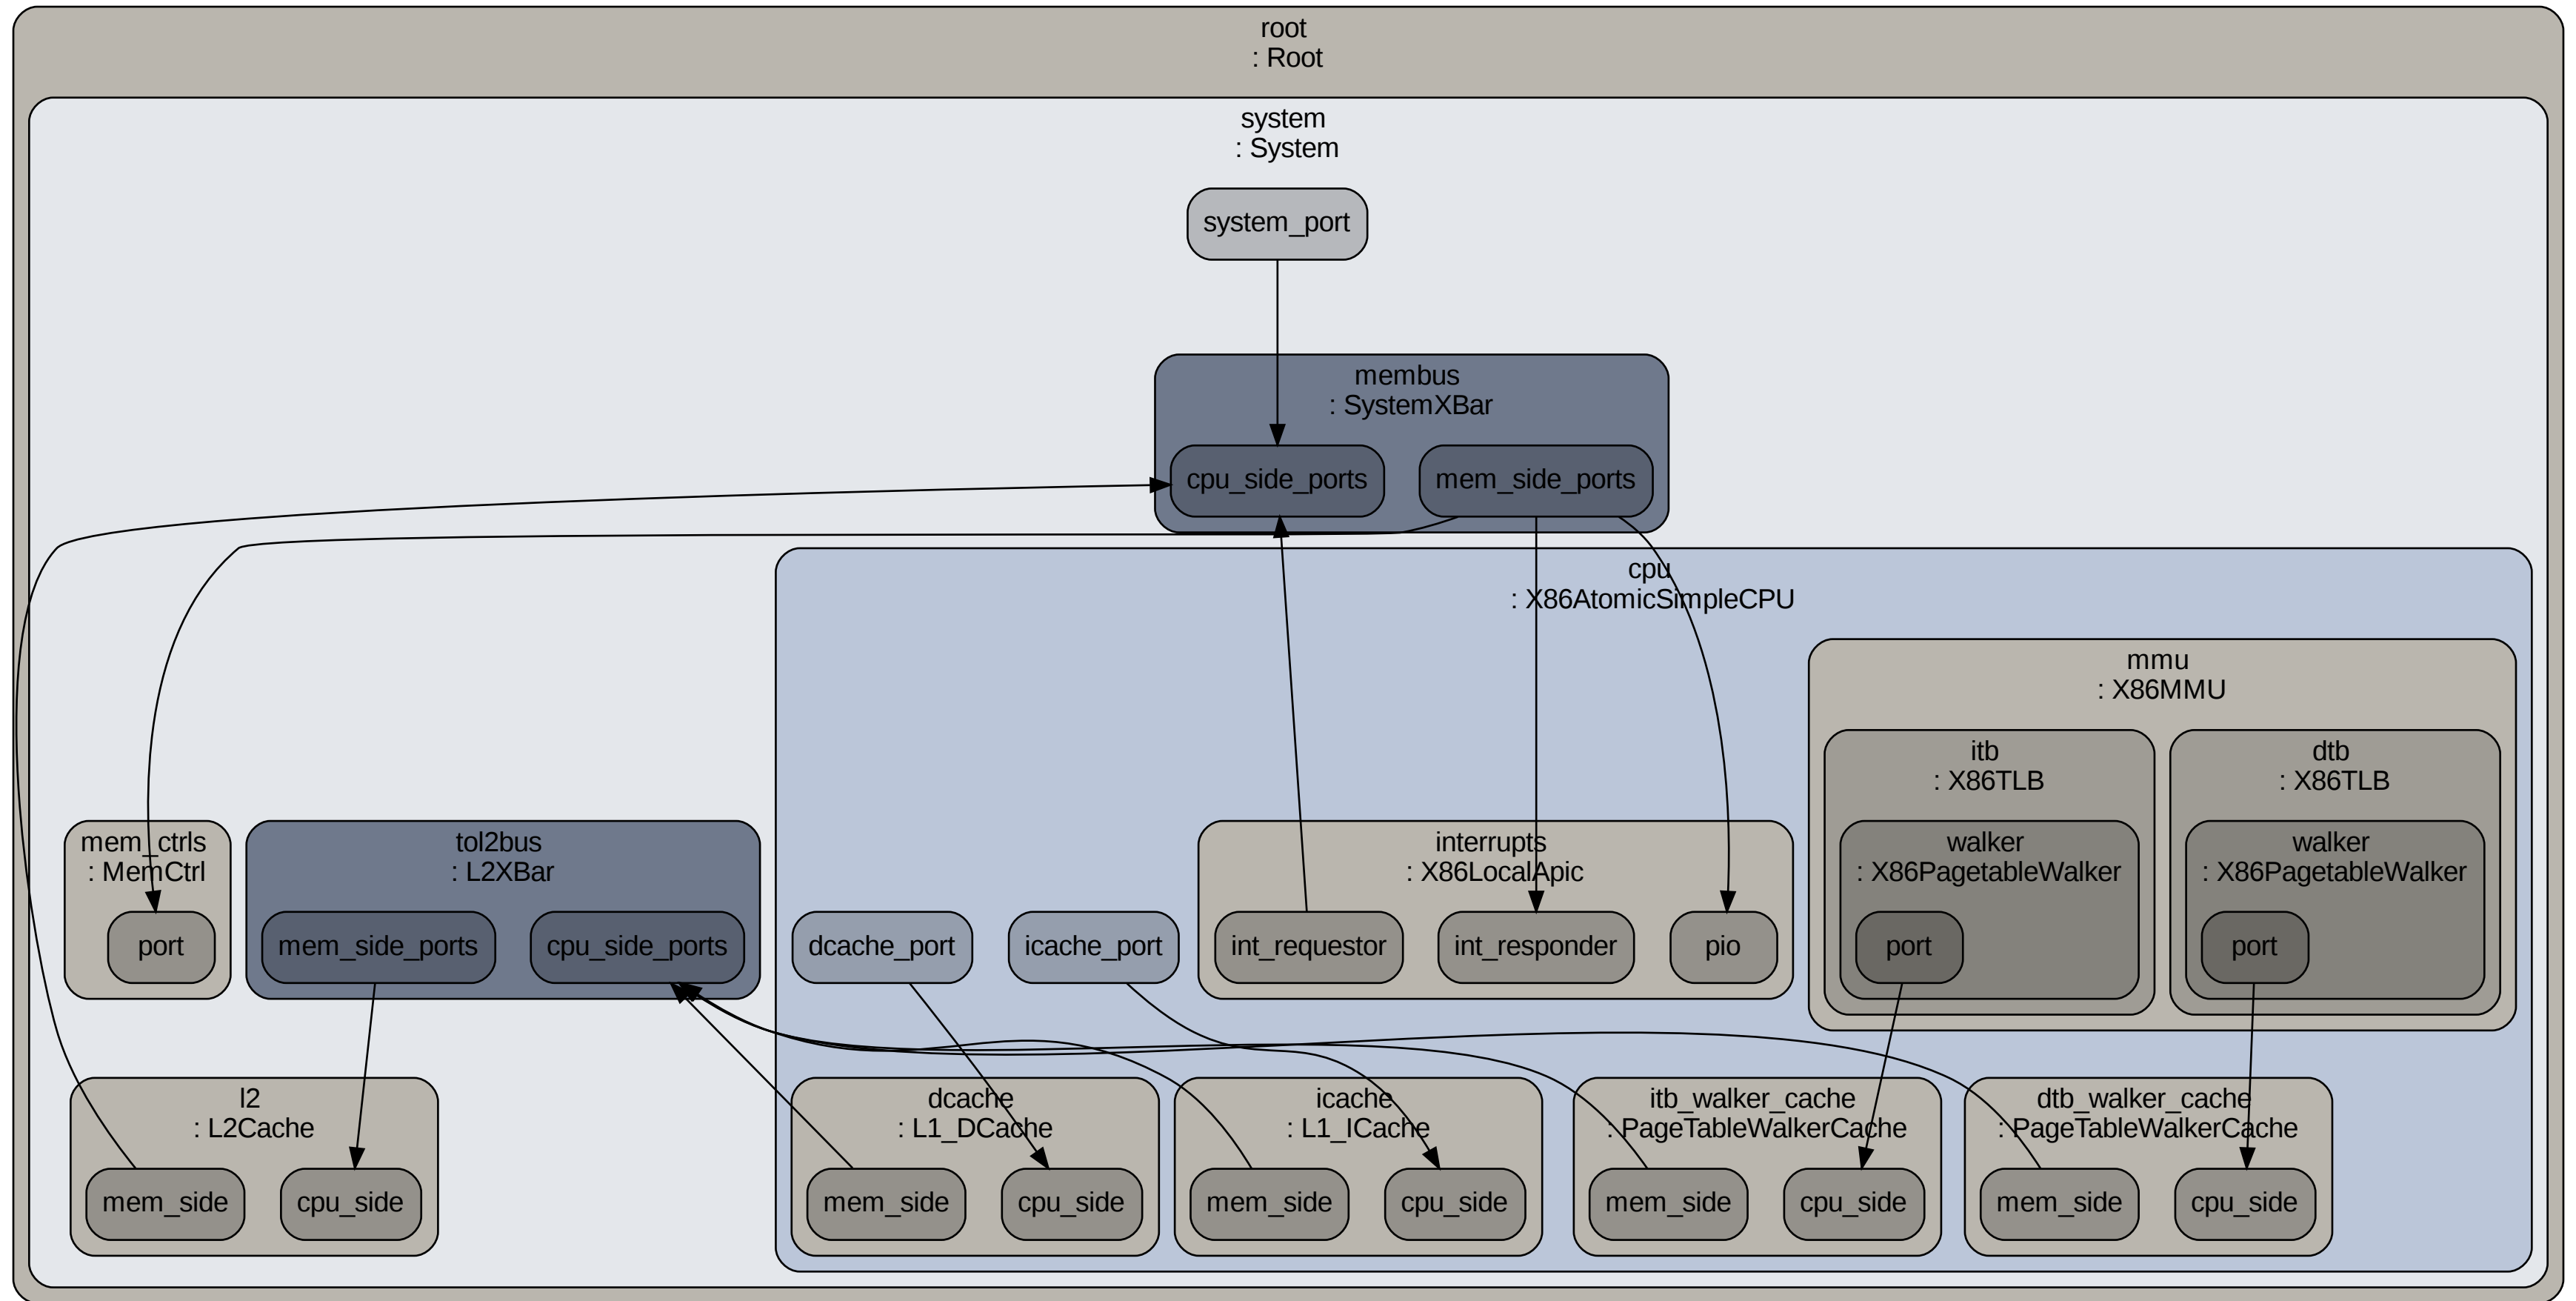 root
: Root
system
: System
system_port
membus
: SystemXBar
cpu_side_ports
mem_side_ports
cpu
: X86AtomicSimpleCPU
mmu
: X86MMU
itb
: X86TLB
dtb
: X86TLB
mem_ctrls
: MemCtrl
port
tol2bus
: L2XBar
mem_side_ports
cpu_side_ports
dcache_port
icache_port
interrupts
: X86LocalApic
int_requestor
int_responder
pio
walker
: X86PagetableWalker
port
walker
: X86PagetableWalker
port
l2
: L2Cache
mem_side
cpu_side
dcache
: L1_DCache
mem_side
cpu_side
icache
: L1_ICache
mem_side
cpu_side
itb_walker_cache
: PageTableWalkerCache
mem_side
cpu_side
dtb_walker_cache
: PageTableWalkerCache
mem_side
cpu_side